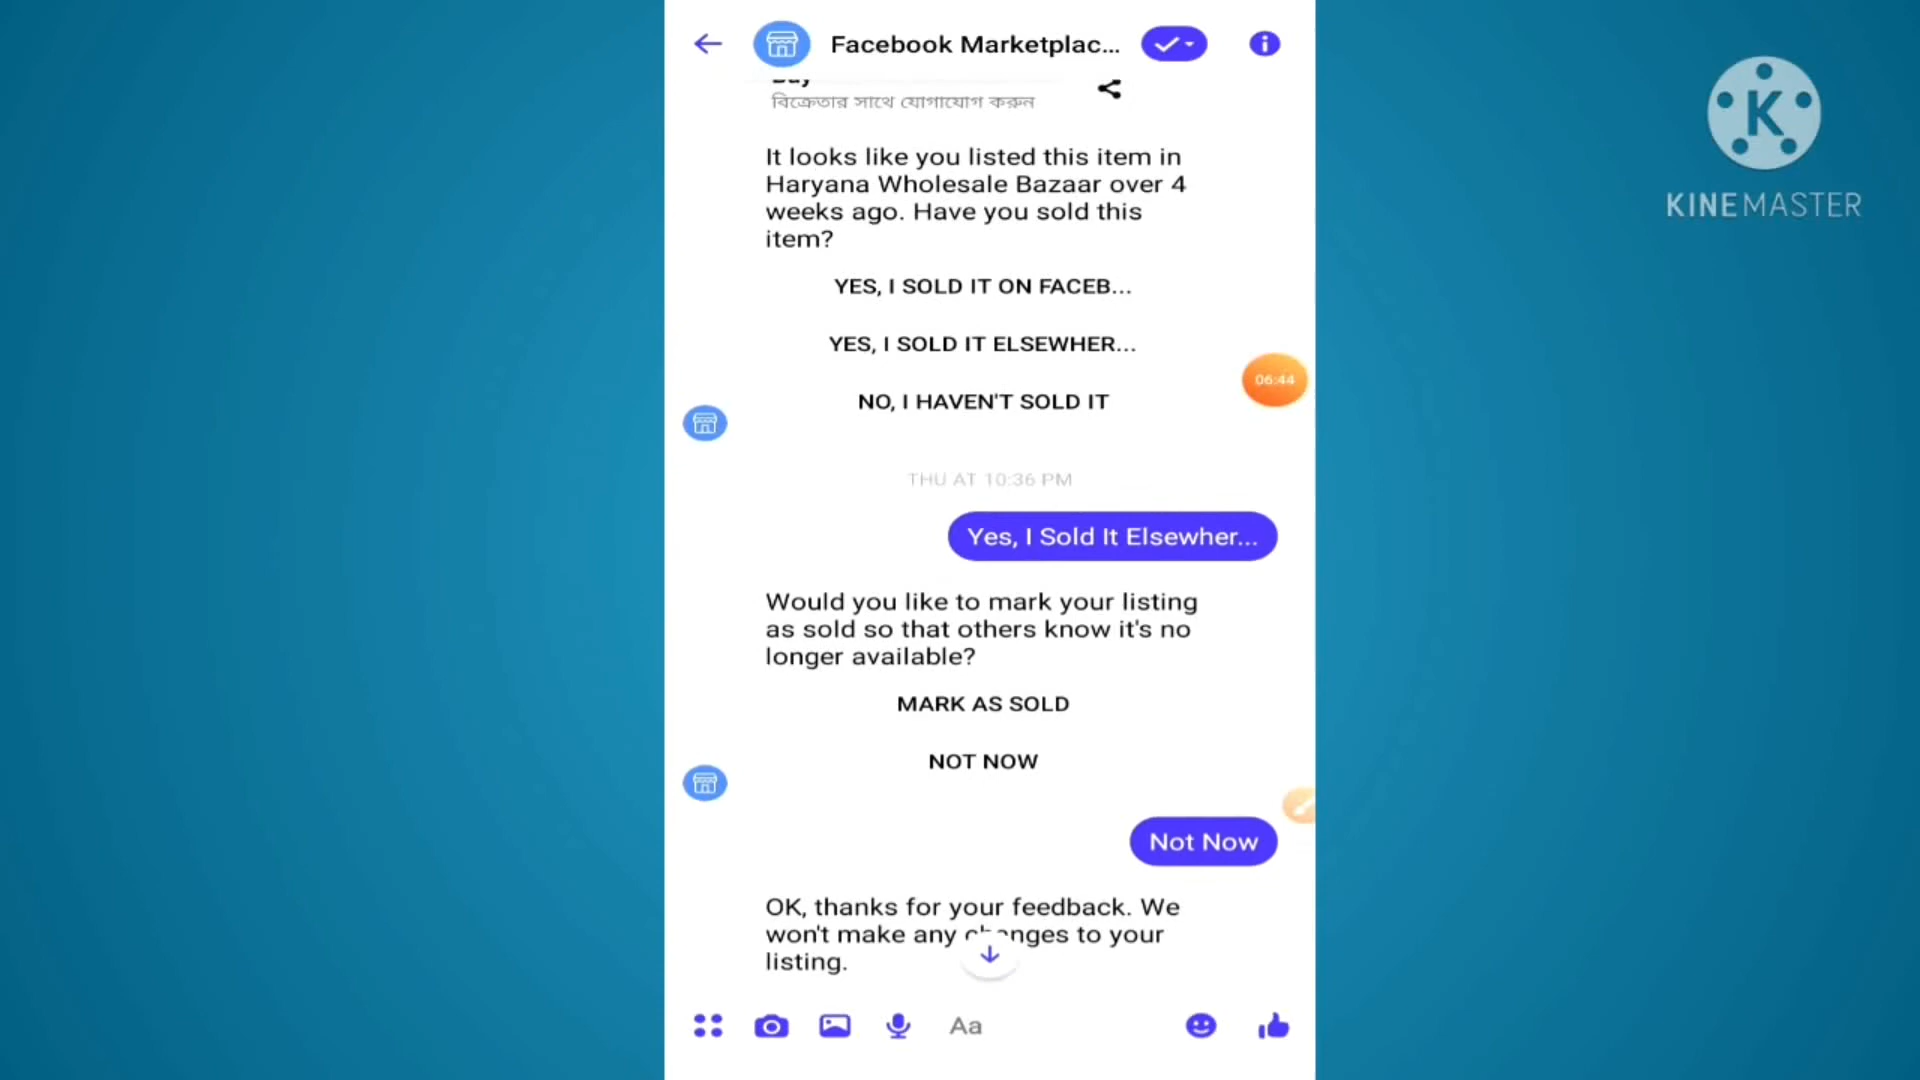 Facebook Marketplac...
বিক্রেতার সাথে যোগাযোগ করুন
It looks like you listed this item in
Haryana Wholesale Bazaar over 4
weeks ago. Have you sold this
item?
YES, I SOLD IT ON FACEB...
YES, I SOLD IT ELSEWHER...
NO, I HAVEN'T SOLD IT
THU AT 10:36 PM
Yes, I Sold It Elsewher...
Would you like to mark your listing
as sold so that others know it's no
longer available?
MARK AS SOLD
NOT NOW
Not Now
OK, thanks for your feedback. We
won't make any changes to your
listing.
Aa
06:44
K
KINEMASTER